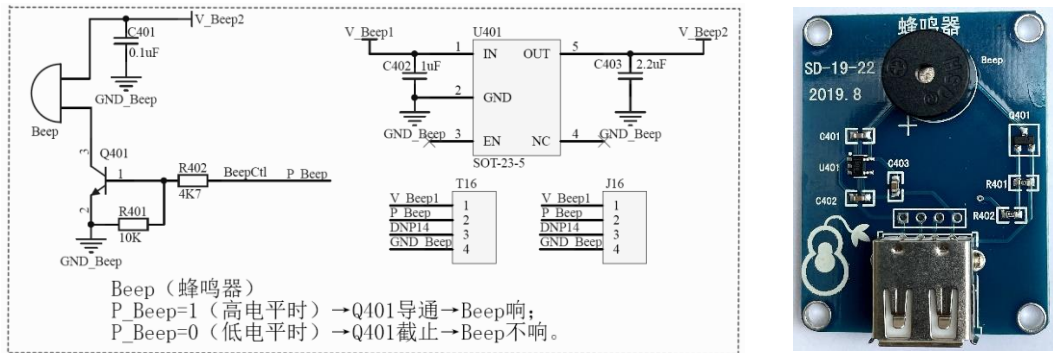 V_Beep2
C401
0.1uF
GND_Beep
Beep
3
Q401
1
2
R402
4K7
BeepCtl
P_Beep
R401
10K
GND_Beep
V_Beep1
U401
V_Beep2
1
IN
OUT
5
C402
1uF
C403
2.2uF
2
GND
GND_Beep
GND_Beep
3
EN
NC
4
SOT-23-5
T16
V_Beep1
1
P_Beep
2
DNP14
3
GND_Beep
4
J16
V_Beep1
1
P_Beep
2
DNP14
3
GND_Beep
4
Beep（蜂鸣器）
P_Beep=1（高电平时）→Q401导通→Beep响；
P_Beep=0（低电平时）→Q401截止→Beep不响。
蜂鸣器
Beep
SD-19-22
2019.8
+
Q401
C401
U401
C403
C402
R401
R402